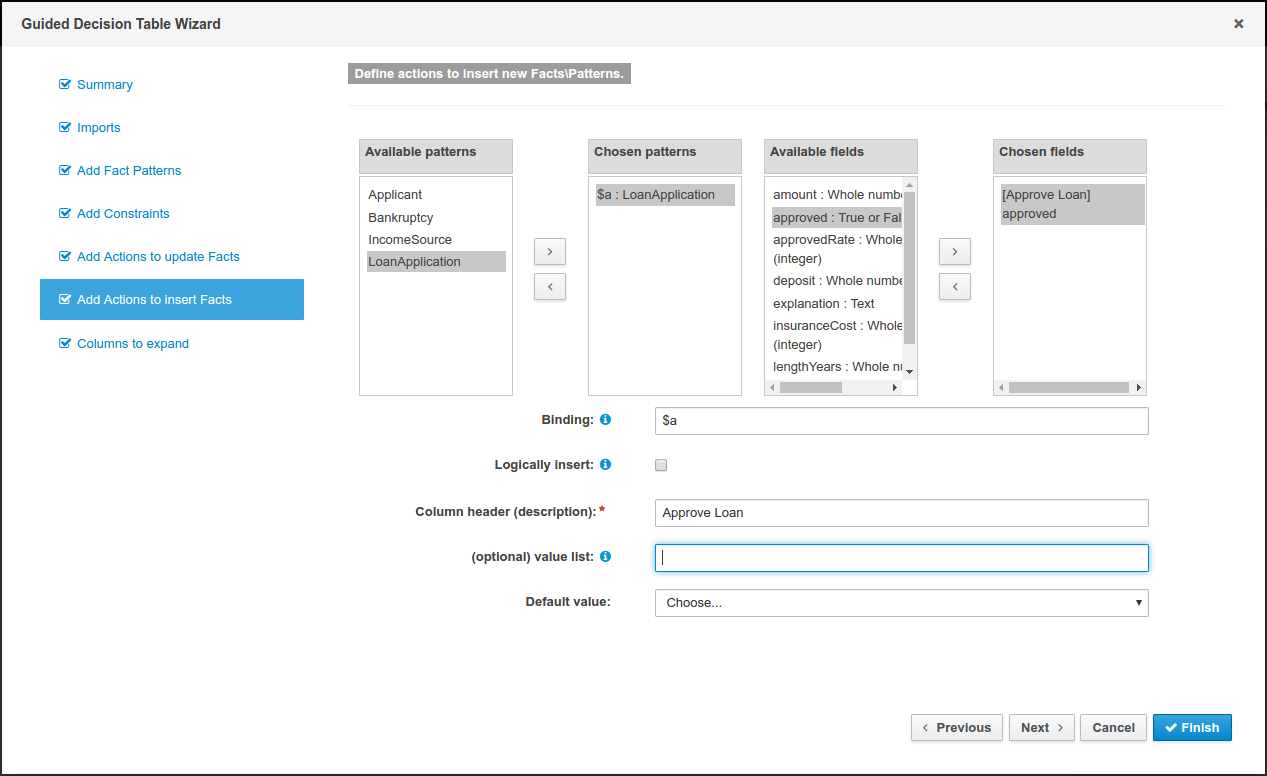 Guided Decision Table Wizard
Summary
Imports
Add Fact Patterns
Add Constraints
Add Actions to update Facts
Add Actions to insert Facts
Columns to expand
Define actions to insert new Facts\Patterns.
Available patterns
Applicant
Bankruptcy
IncomeSource
LoanApplication
Chosen patterns
$a : LoanApplication
Available fields
amount : Whole numbe
approved : True or Fal
approvedRate : Whole
(integer)
deposit : Whole numbe
explanation : Text
insuranceCost : Whole
(integer)
lengthYears : Whole nu
Chosen fields
[Approve Loan]
approved
Binding:
$a
Logically insert:
Column header (description):*
Approve Loan
(optional) value list:
Default value:
Choose...
Previous
Next
Cancel
Finish